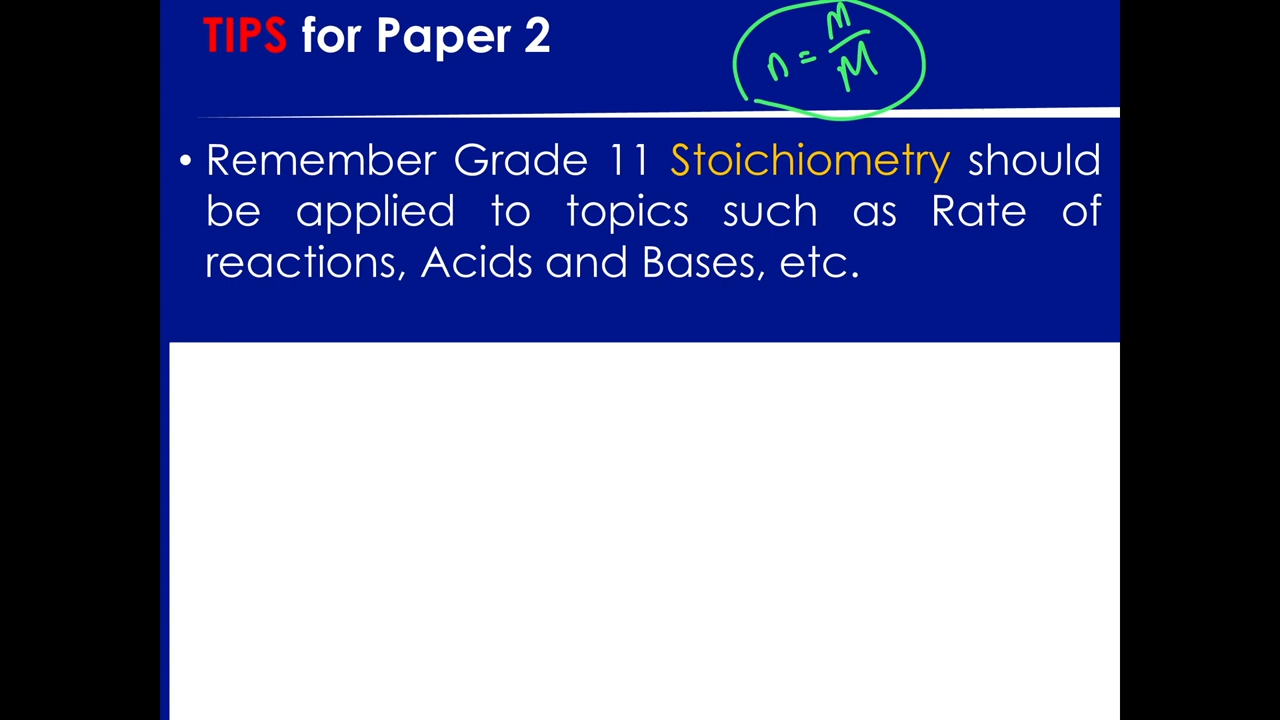 TIPS for Paper 2
n = m/M
• Remember Grade 11 Stoichiometry should
be applied to topics such as Rate of
reactions, Acids and Bases, etc.